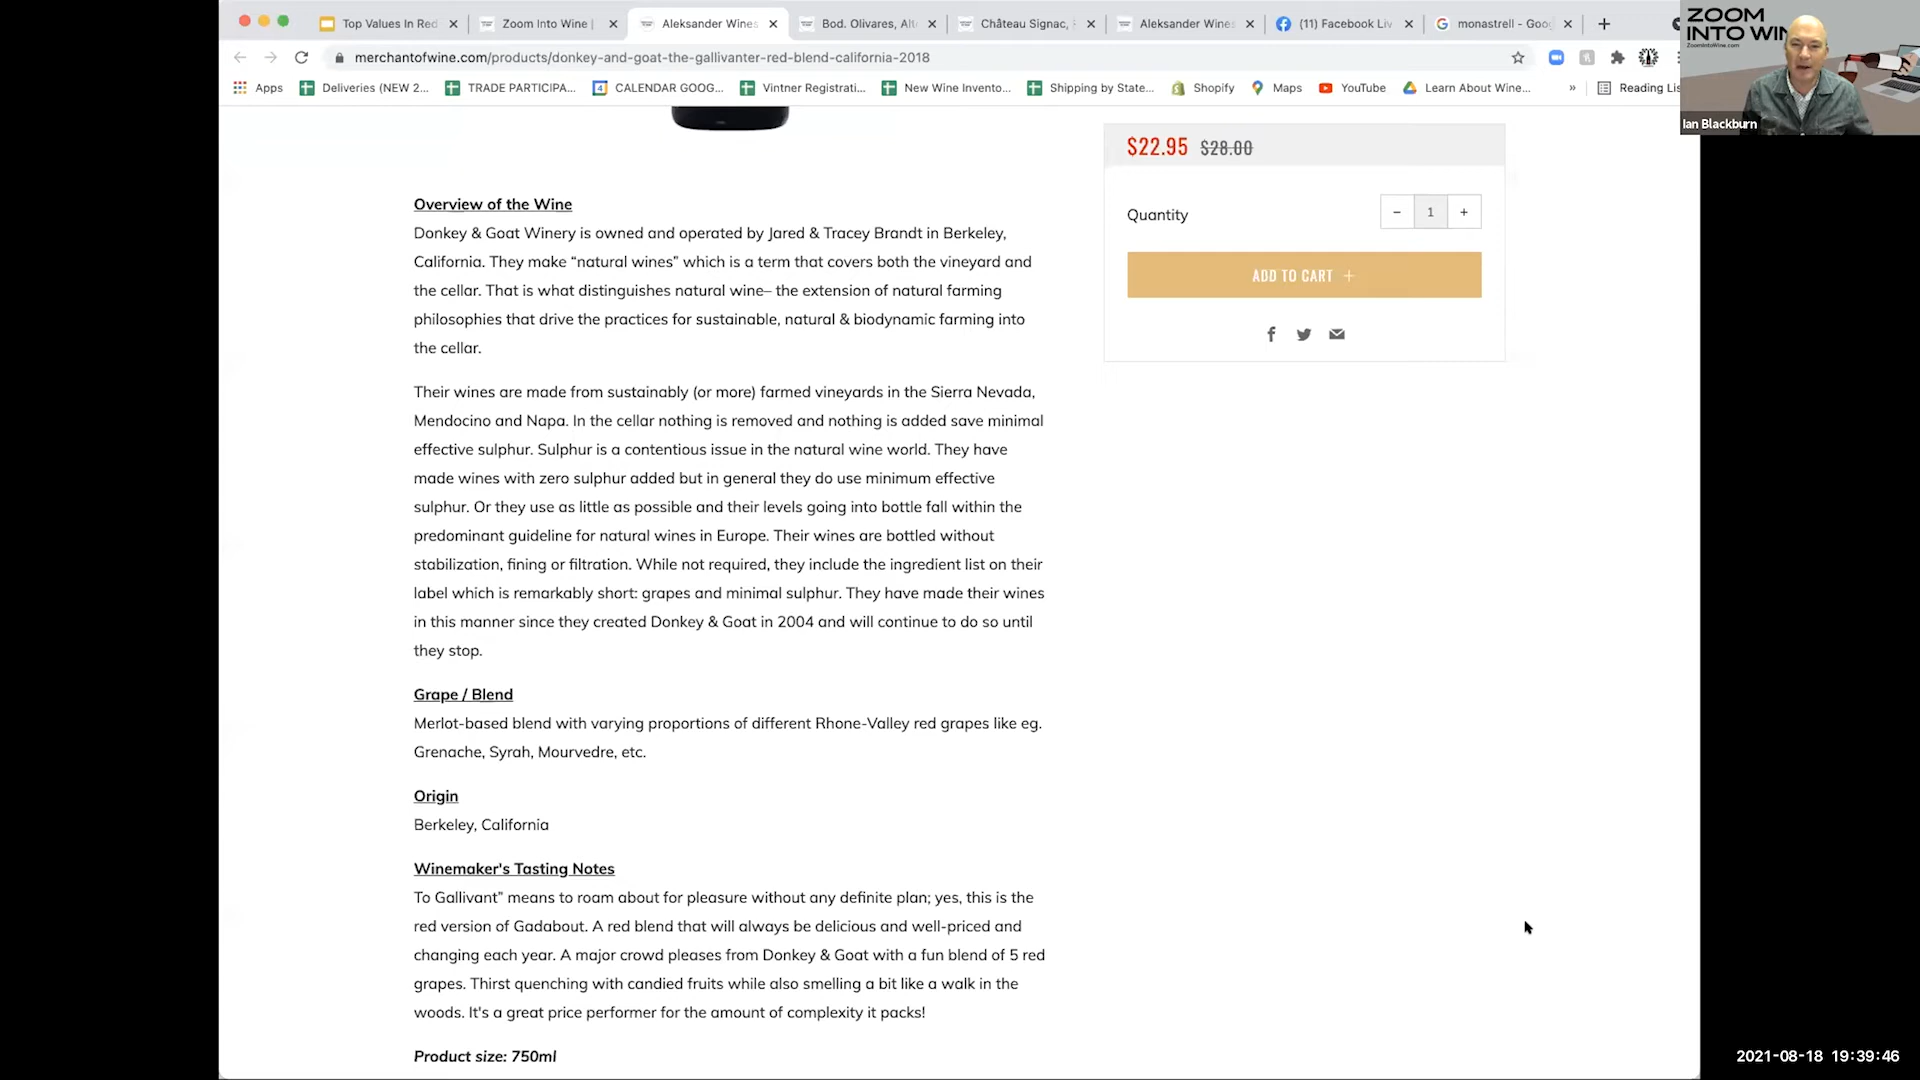 Top Values In Red
Zoom Into Wine |
Aleksander Wines
Bod. Olivares, Alt
Château Signac,
Aleksander Wines
(11) Facebook Liv
monastrell - Goo
merchantofwine.com/products/donkey-and-goat-the-gallivanter-red-blend-california-2018
Apps
Deliveries (NEW 2...
TRADE PARTICIPA...
CALENDAR GOOG...
Vintner Registrati...
New Wine Invento...
Shipping by State...
Shopify
Maps
YouTube
Learn About Wine...
»
Reading Lis
ZOOM
INTO WIN
ZoomIntoWine.com
Ian Blackburn
$22.95 $28.00
Quantity
− 1 +
ADD TO CART +
Overview of the Wine
Donkey & Goat Winery is owned and operated by Jared & Tracey Brandt in Berkeley,
California. They make “natural wines” which is a term that covers both the vineyard and
the cellar. That is what distinguishes natural wine– the extension of natural farming
philosophies that drive the practices for sustainable, natural & biodynamic farming into
the cellar.
Their wines are made from sustainably (or more) farmed vineyards in the Sierra Nevada,
Mendocino and Napa. In the cellar nothing is removed and nothing is added save minimal
effective sulphur. Sulphur is a contentious issue in the natural wine world. They have
made wines with zero sulphur added but in general they do use minimum effective
sulphur. Or they use as little as possible and their levels going into bottle fall within the
predominant guideline for natural wines in Europe. Their wines are bottled without
stabilization, fining or filtration. While not required, they include the ingredient list on their
label which is remarkably short: grapes and minimal sulphur. They have made their wines
in this manner since they created Donkey & Goat in 2004 and will continue to do so until
they stop.
Grape / Blend
Merlot-based blend with varying proportions of different Rhone-Valley red grapes like eg.
Grenache, Syrah, Mourvedre, etc.
Origin
Berkeley, California
Winemaker's Tasting Notes
To Gallivant” means to roam about for pleasure without any definite plan; yes, this is the
red version of Gadabout. A red blend that will always be delicious and well-priced and
changing each year. A major crowd pleases from Donkey & Goat with a fun blend of 5 red
grapes. Thirst quenching with candied fruits while also smelling a bit like a walk in the
woods. It's a great price performer for the amount of complexity it packs!
Product size: 750ml
2021-08-18 19:39:46